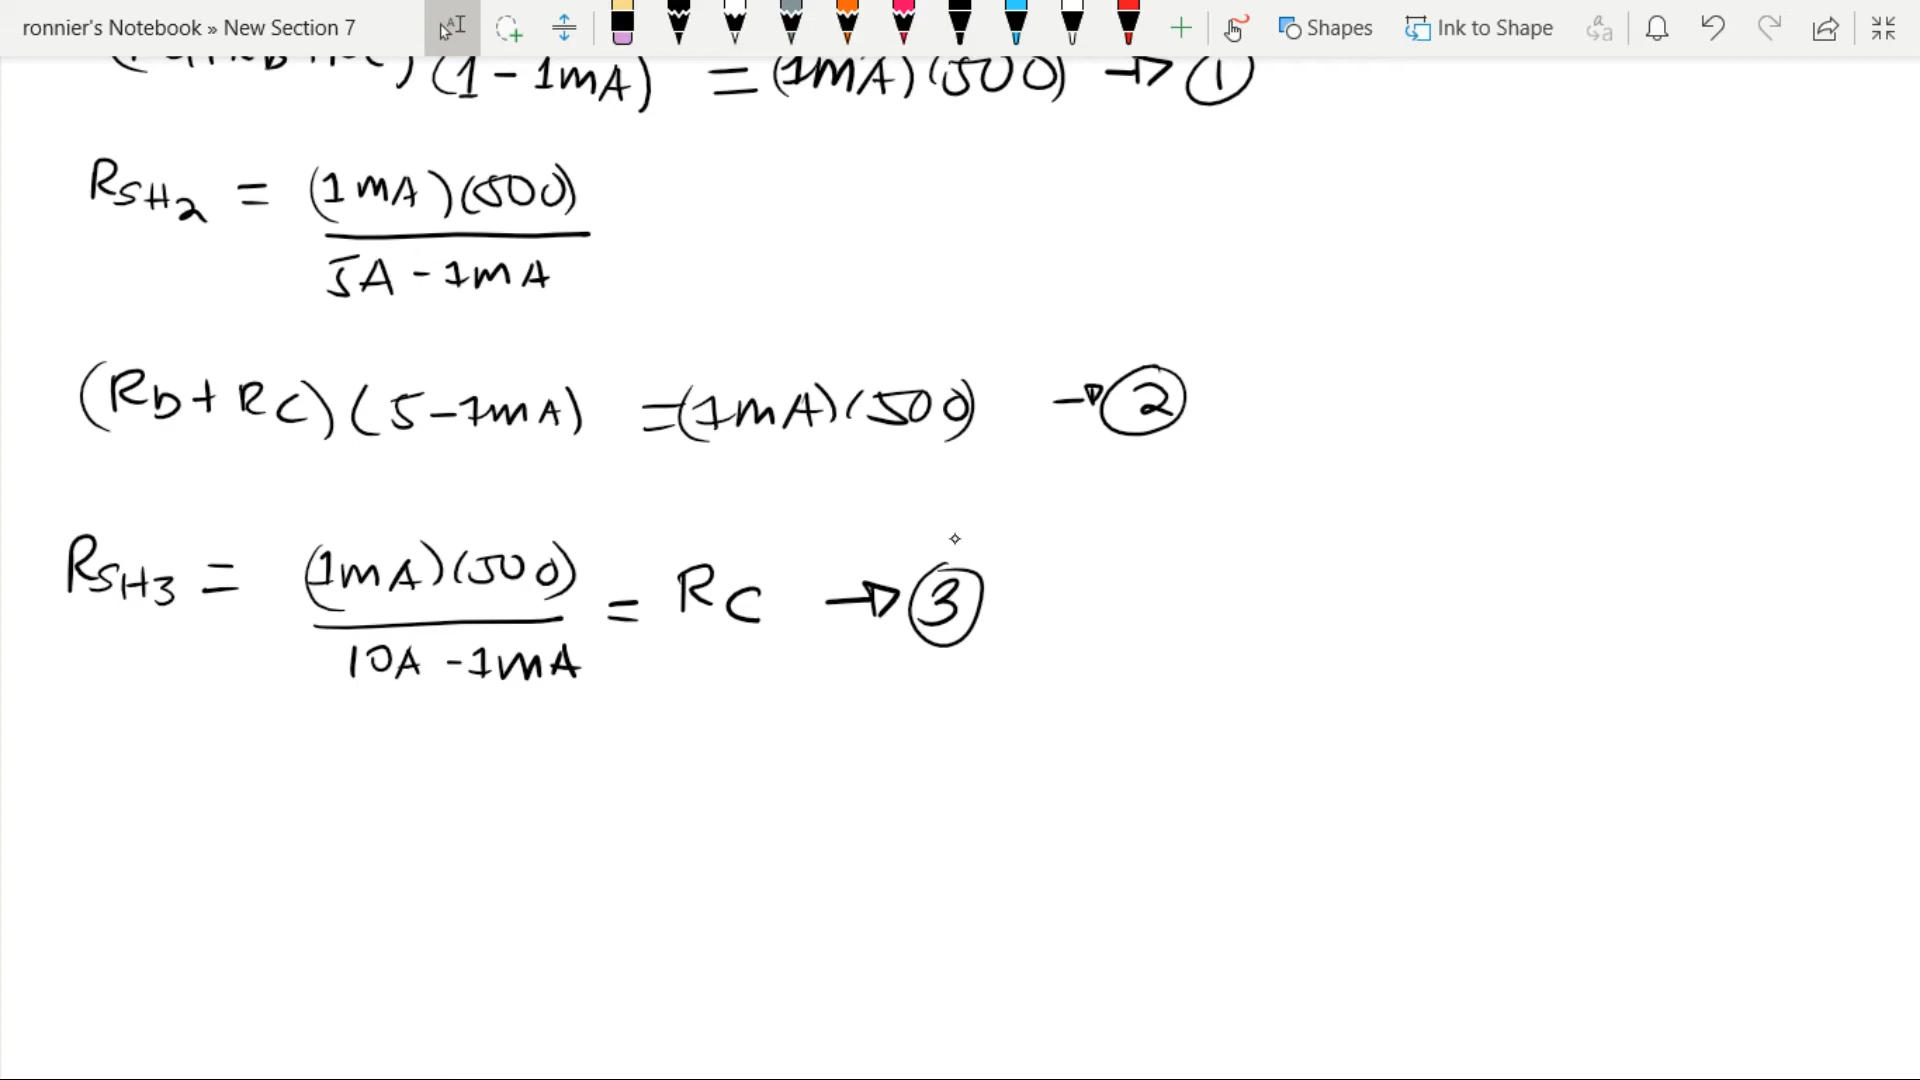 ronnier's Notebook » New Section 7
Shapes
Ink to Shape
(1 - 1mA) = (1mA)(500) → 1
RSH2 = (1mA)(500)
5A - 1mA
(Rb + RC)(5 - 1mA) = (1mA)(500) → 2
RSH3 = (1mA)(500) = RC → 3
10A - 1mA